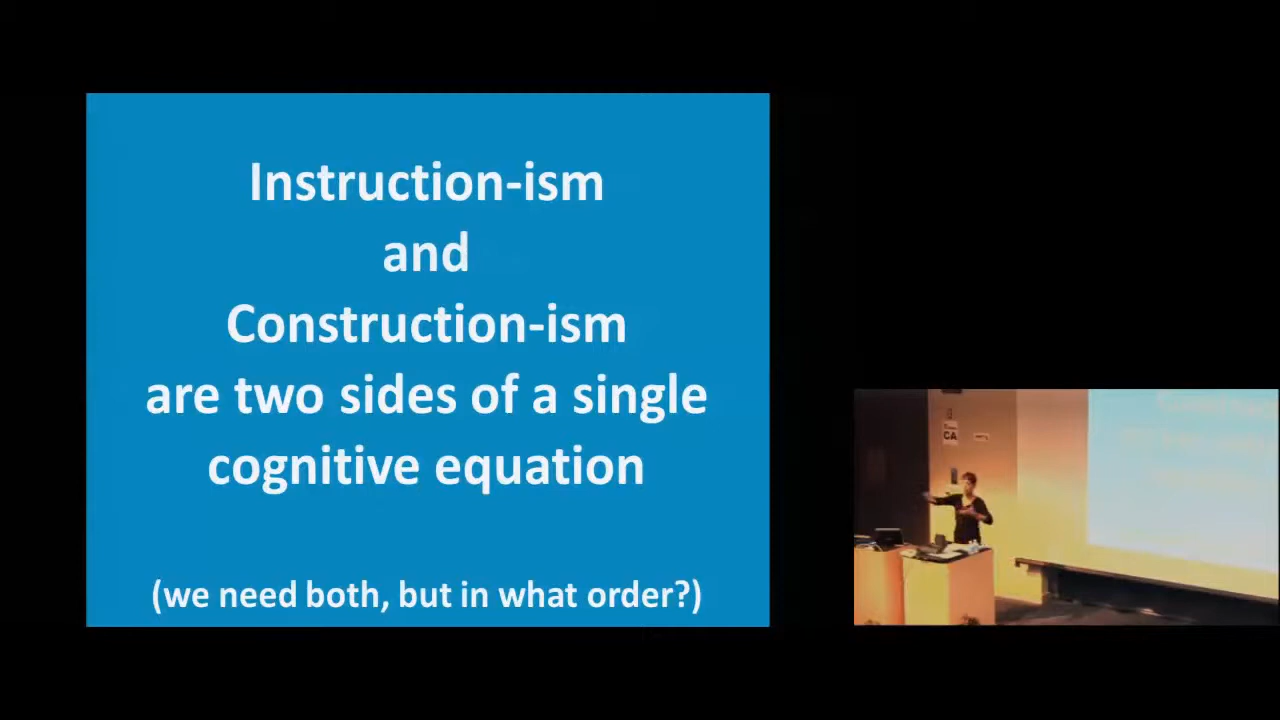 Instruction-ism
and
Construction-ism
are two sides of a single
cognitive equation
(we need both, but in what order?)
CA